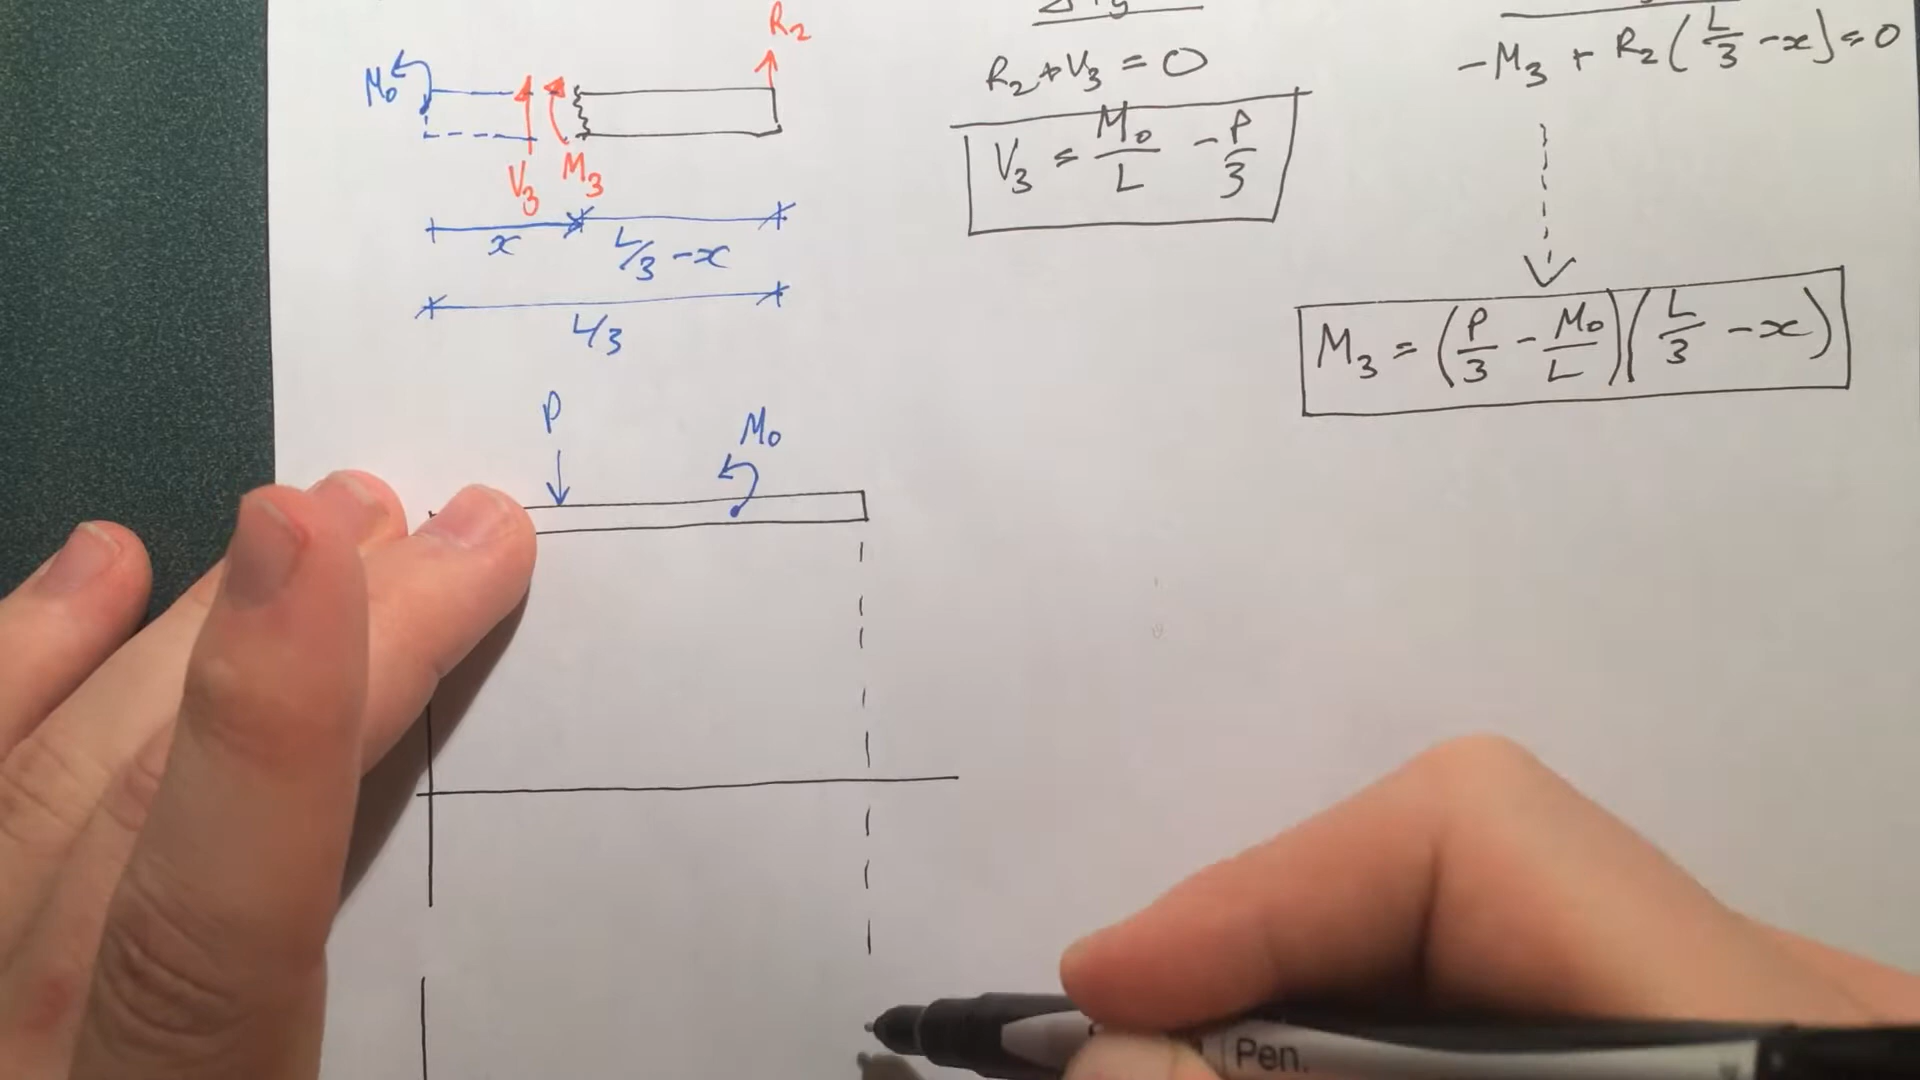 R₂
M₀
V₃
M₃
x
L/3 -x
L/3
R₂+V₃ = 0
V₃ = M₀/L - P/3
-M₃ + R₂(L/3 -x)=0
M₃ = (P/3 - M₀/L)(L/3 -x)
P
M₀
Pen.